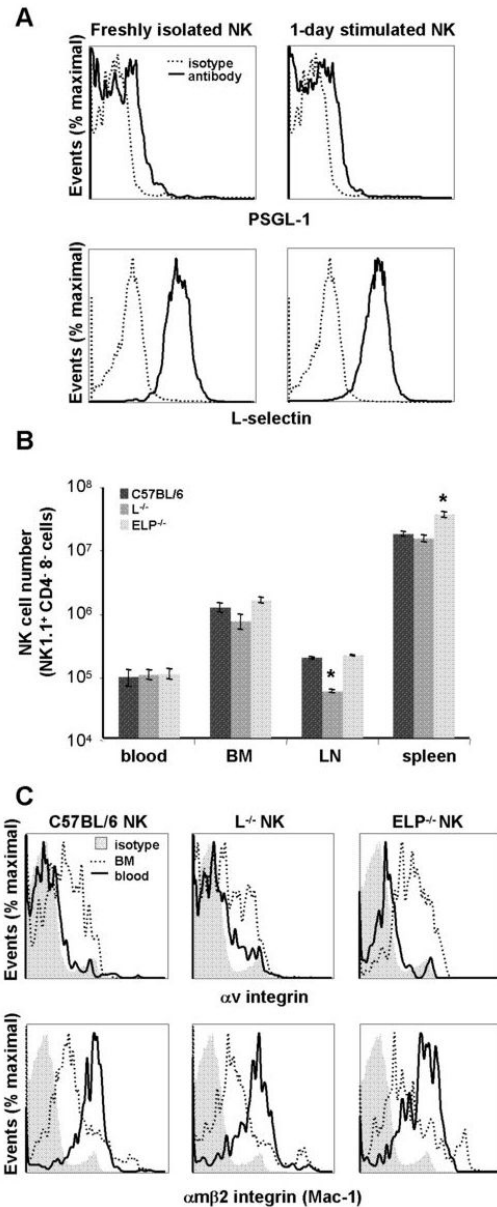 A
Freshly isolated NK 1-day stimulated NK
isotype
antibody
Events (% maximal)
PSGL-1
Events (% maximal)
L-selectin
B
C57BL/6
L⁻/⁻
ELP⁻/⁻
NK cell number
(NK1.1⁺ CD4⁻ 8⁻ cells)
10⁸
10⁷
10⁶
10⁵
10⁴
*
*
blood BM LN spleen
C
C57BL/6 NK L⁻/⁻ NK ELP⁻/⁻ NK
isotype
BM
blood
Events (% maximal)
αv integrin
Events (% maximal)
αmβ2 integrin (Mac-1)